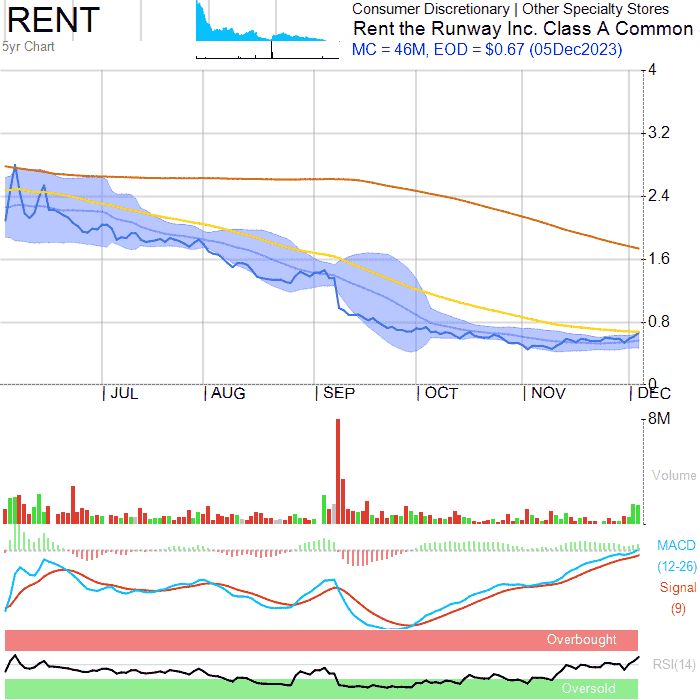 RENT
5yr Chart
Consumer Discretionary | Other Specialty Stores
Rent the Runway Inc. Class A Common
MC = 46M, EOD = $0.67 (05Dec2023)
4
3.2
2.4
1.6
0.8
0
JUL AUG SEP OCT NOV DEC
8M
Volume
MACD
(12-26)
Signal
(9)
Overbought
RSI(14)
Oversold